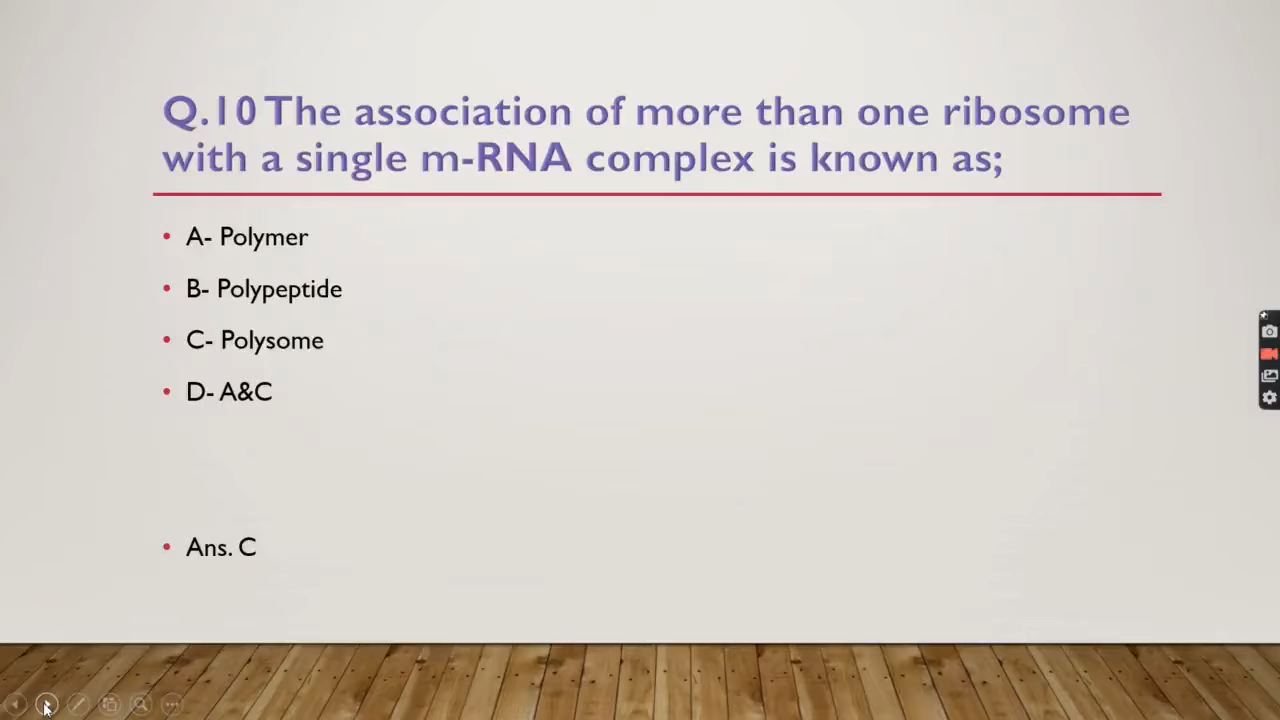 Q.10 The association of more than one ribosome
with a single m-RNA complex is known as;
• A- Polymer
• B- Polypeptide
• C- Polysome
• D- A&C
• Ans. C